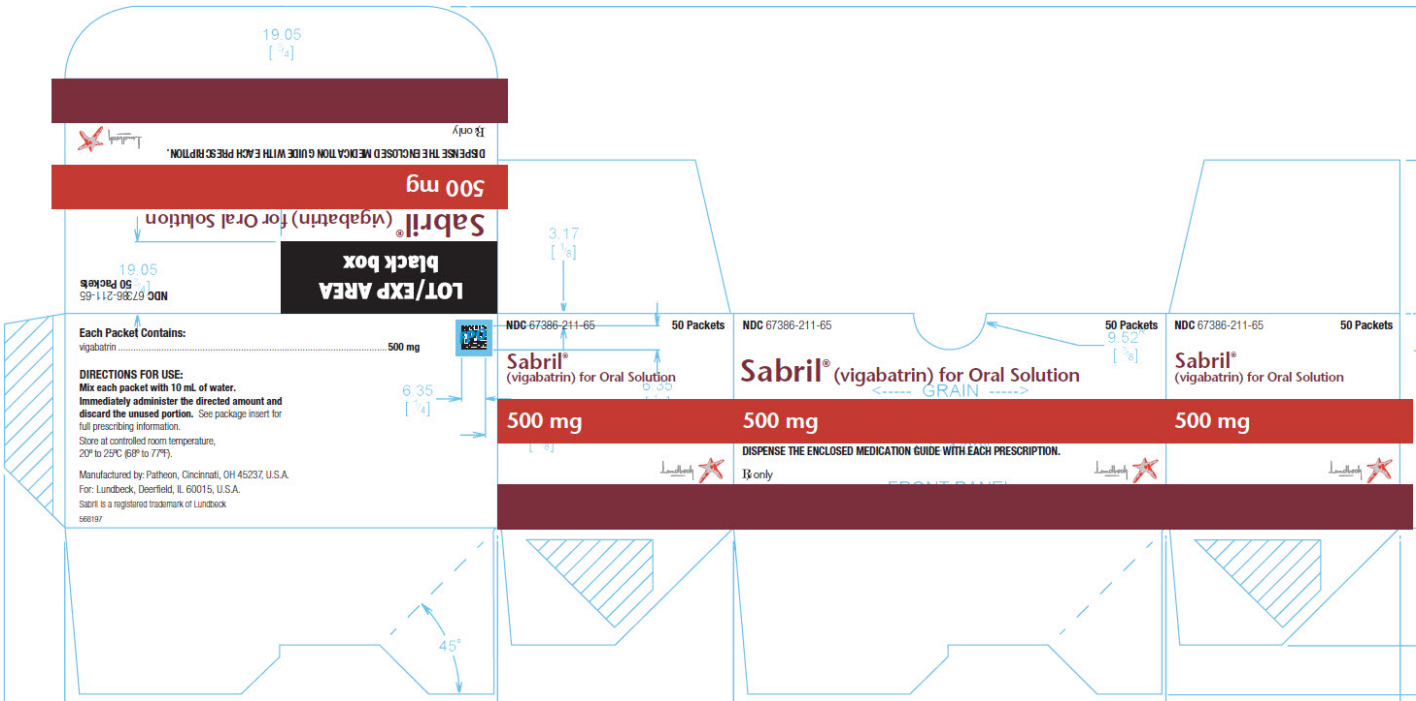 19.05
[ 3/4]
Lundbeck
℞ only
DISPENSE THE ENCLOSED MEDICATION GUIDE WITH EACH PRESCRIPTION.
500 mg
Sabril® (vigabatrin) for Oral Solution
LOT/EXP AREA
black box
19.05
50 Packets
NDC 67386-211-65
Each Packet Contains:
vigabatrin ........ 500 mg
DIRECTIONS FOR USE:
Mix each packet with 10 mL of water.
Immediately administer the directed amount and
discard the unused portion. See package insert for
full prescribing information.
Store at controlled room temperature,
20º to 25ºC (68º to 77ºF).
Manufactured by: Patheon, Cincinnati, OH 45237, U.S.A.
For: Lundbeck, Deerfield, IL 60015, U.S.A.
Sabril is a registered trademark of Lundbeck
568197
6.35
[ 1/4]
45°
3.17
[ 1/8]
NDC 67386-211-65 50 Packets
Sabril®
(vigabatrin) for Oral Solution
6.35
500 mg
Lundbeck
NDC 67386-211-65 50 Packets
9.52
[ 3/8]
Sabril® (vigabatrin) for Oral Solution
<----- GRAIN ----->
500 mg
DISPENSE THE ENCLOSED MEDICATION GUIDE WITH EACH PRESCRIPTION.
℞ only
Lundbeck
FRONT PANEL
NDC 67386-211-65 50 Packets
Sabril®
(vigabatrin) for Oral Solution
500 mg
Lundbeck